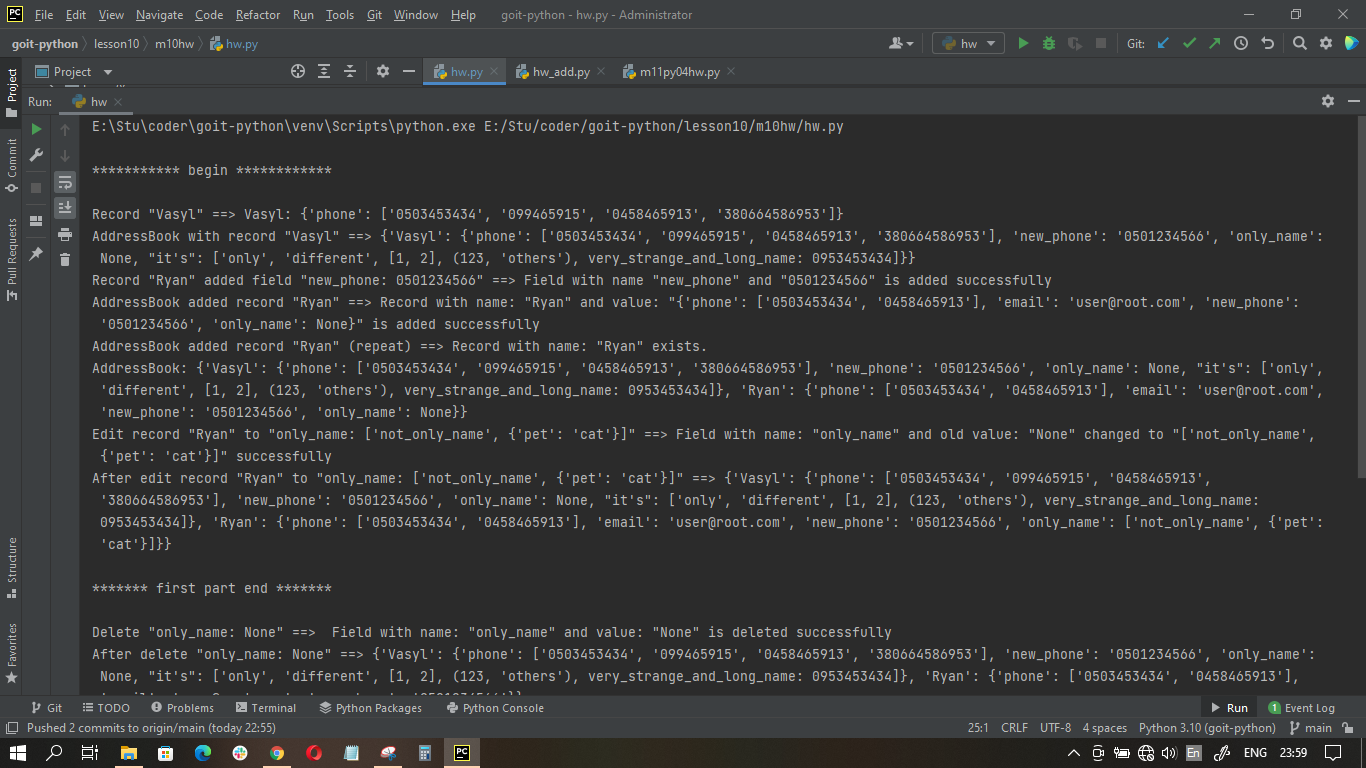 PC File Edit View Navigate Code Refactor Run Tools Git Window Help goit-python - hw.py - Administrator
goit-python lesson10 m10hw hw.py hw Git:
Project Project hw.py hw_add.py m11py04hw.py
Run: hw
E:\Stu\coder\goit-python\venv\Scripts\python.exe E:/Stu/coder/goit-python/lesson10/m10hw/hw.py
*********** begin ************
Record "Vasyl" ==> Vasyl: {'phone': ['0503453434', '099465915', '0458465913', '380664586953']}
AddressBook with record "Vasyl" ==> {'Vasyl': {'phone': ['0503453434', '099465915', '0458465913', '380664586953'], 'new_phone': '0501234566', 'only_name':
None, "it's": ['only', 'different', [1, 2], (123, 'others'), very_strange_and_long_name: 0953453434]}}
Record "Ryan" added field "new_phone: 0501234566" ==> Field with name "new_phone" and "0501234566" is added successfully
AddressBook added record "Ryan" ==> Record with name: "Ryan" and value: "{'phone': ['0503453434', '0458465913'], 'email': 'user@root.com', 'new_phone':
'0501234566', 'only_name': None}" is added successfully
AddressBook added record "Ryan" (repeat) ==> Record with name: "Ryan" exists.
AddressBook: {'Vasyl': {'phone': ['0503453434', '099465915', '0458465913', '380664586953'], 'new_phone': '0501234566', 'only_name': None, "it's": ['only',
'different', [1, 2], (123, 'others'), very_strange_and_long_name: 0953453434]}, 'Ryan': {'phone': ['0503453434', '0458465913'], 'email': 'user@root.com',
'new_phone': '0501234566', 'only_name': None}}
Edit record "Ryan" to "only_name: ['not_only_name', {'pet': 'cat'}]" ==> Field with name: "only_name" and old value: "None" changed to "['not_only_name',
{'pet': 'cat'}]" successfully
After edit record "Ryan" to "only_name: ['not_only_name', {'pet': 'cat'}]" ==> {'Vasyl': {'phone': ['0503453434', '099465915', '0458465913',
'380664586953'], 'new_phone': '0501234566', 'only_name': None, "it's": ['only', 'different', [1, 2], (123, 'others'), very_strange_and_long_name:
0953453434]}, 'Ryan': {'phone': ['0503453434', '0458465913'], 'email': 'user@root.com', 'new_phone': '0501234566', 'only_name': ['not_only_name', {'pet':
'cat'}]}}
******* first part end *******
Delete "only_name: None" ==>  Field with name: "only_name" and value: "None" is deleted successfully
After delete "only_name: None" ==> {'Vasyl': {'phone': ['0503453434', '099465915', '0458465913', '380664586953'], 'new_phone': '0501234566', 'only_name':
None, "it's": ['only', 'different', [1, 2], (123, 'others'), very_strange_and_long_name: 0953453434]}, 'Ryan': {'phone': ['0503453434', '0458465913'],
Commit
Pull Requests
Structure
Favorites
Git TODO Problems Terminal Python Packages Python Console Run 1 Event Log
Pushed 2 commits to origin/main (today 22:55) 25:1 CRLF UTF-8 4 spaces Python 3.10 (goit-python) main
PC ENG 23:59
En